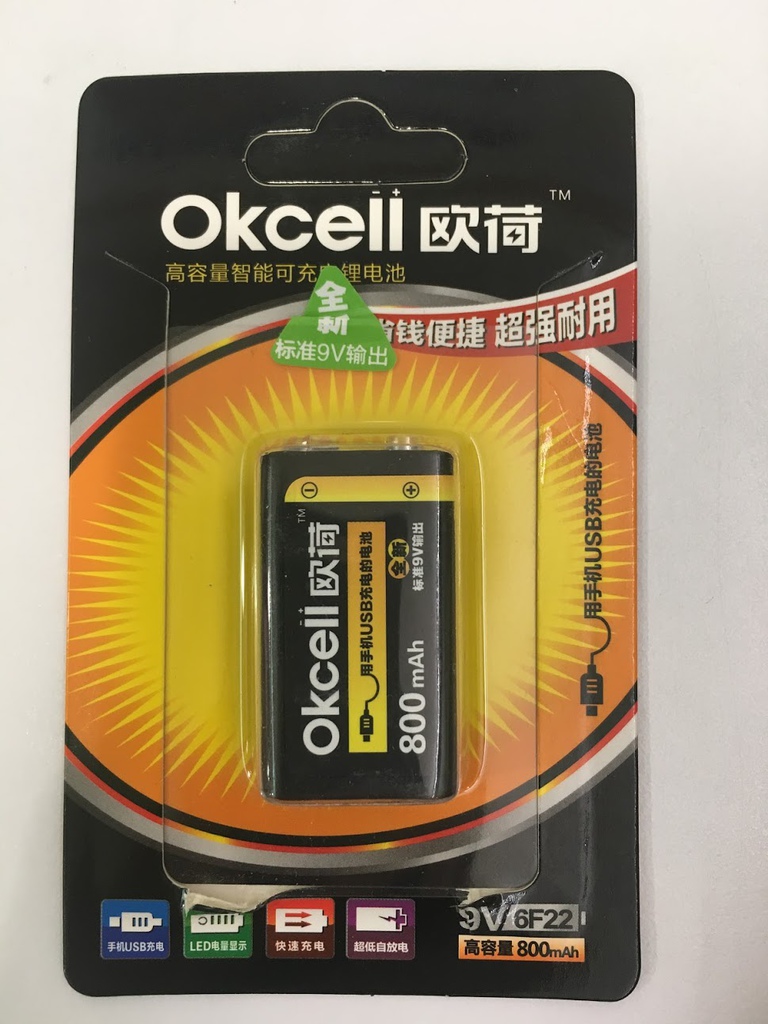 Okcell 欧荷 TM
高容量智能可充电锂电池
全新
标准9V输出
省钱便捷 超强耐用
用手机USB充电的电池
Okcell 欧荷 TM
用手机USB充电的电池
全新
标准9V输出
800 mAh
手机USB充电
LED电量显示
快速充电
超低自放电
9V/6F22
高容量 800mAh